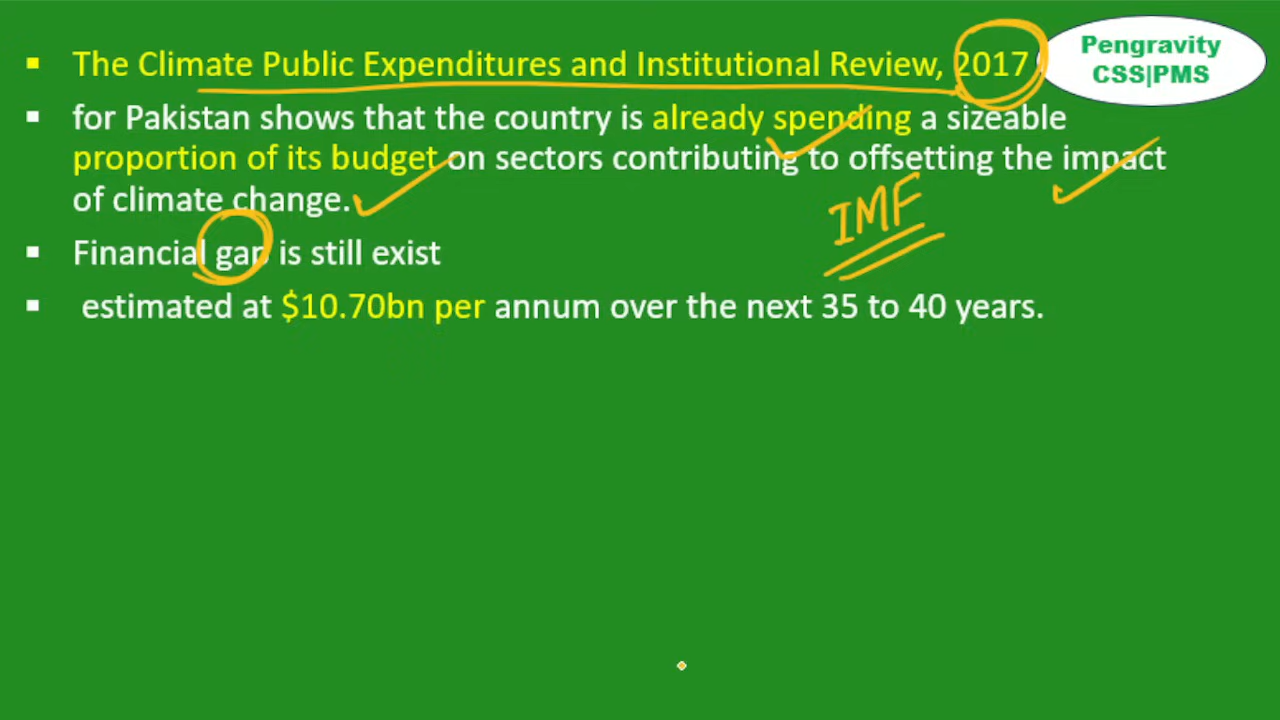 The Climate Public Expenditures and Institutional Review, 2017
Pengravity
CSS|PMS
for Pakistan shows that the country is already spending a sizeable
proportion of its budget on sectors contributing to offsetting the impact
of climate change.
IMF
Financial gap is still exist
estimated at $10.70bn per annum over the next 35 to 40 years.